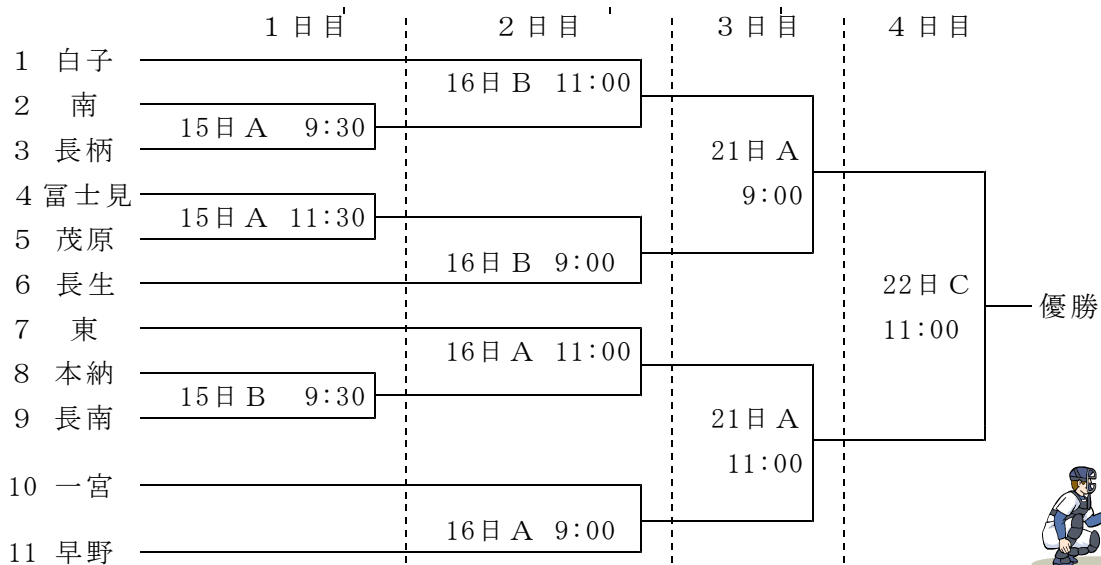 １日目 ２日目 ３日目 ４日目
1 白子
16日 B 11:00
2 南
15日 A 9:30
3 長柄
21日 A
9:00
4 冨士見
15日 A 11:30
5 茂原
16日 B 9:00
6 長生
22日 C
11:00
優勝
7 東
16日 A 11:00
8 本納
15日 B 9:30
9 長南
21日 A
11:00
10 一宮
16日 A 9:00
11 早野